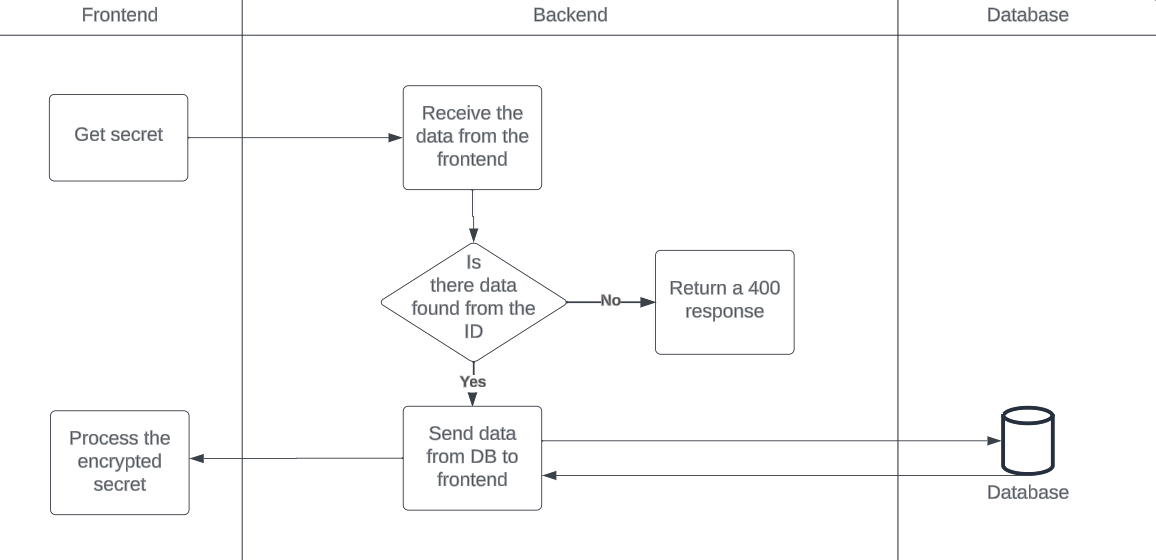 Frontend
Backend
Database
Get secret
Receive the
data from the
frontend
Is
there data
found from the
ID
No
Return a 400
response
Yes
Process the
encrypted
secret
Send data
from DB to
frontend
Database